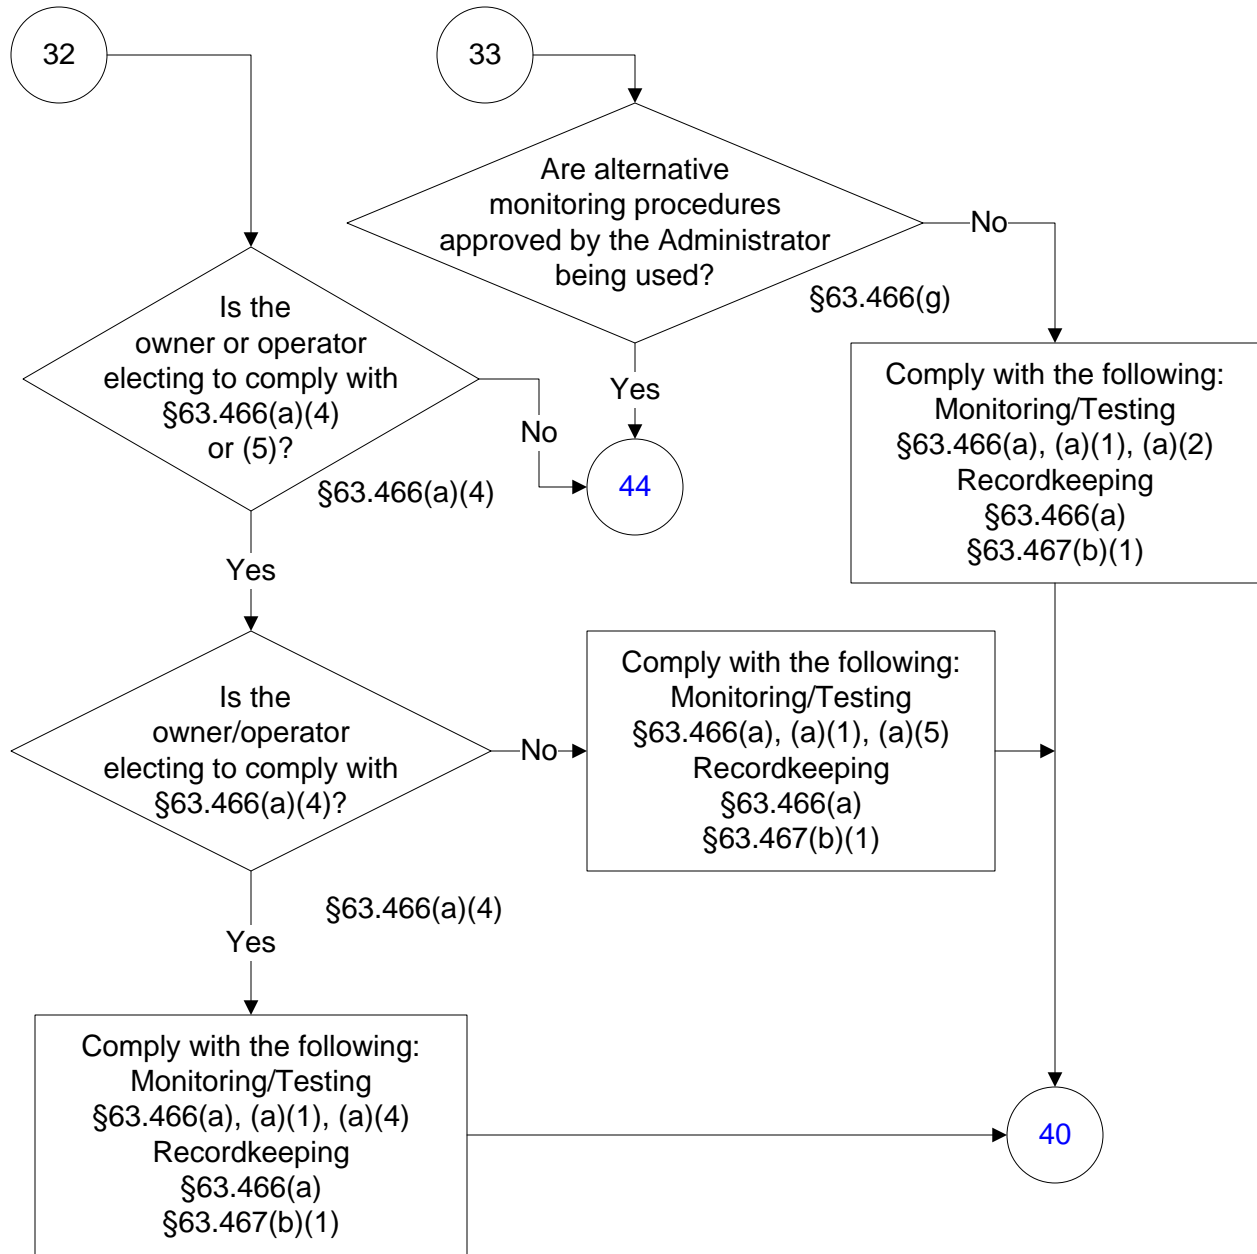 32
33
Are alternative
monitoring procedures
approved by the Administrator
being used?
No
§63.466(g)
Yes
Is the
owner or operator
electing to comply with
§63.466(a)(4)
or (5)?
No
§63.466(a)(4)
44
Comply with the following:
Monitoring/Testing
§63.466(a), (a)(1), (a)(2)
Recordkeeping
§63.466(a)
§63.467(b)(1)
Yes
Is the
owner/operator
electing to comply with
§63.466(a)(4)?
No
Comply with the following:
Monitoring/Testing
§63.466(a), (a)(1), (a)(5)
Recordkeeping
§63.466(a)
§63.467(b)(1)
§63.466(a)(4)
Yes
Comply with the following:
Monitoring/Testing
§63.466(a), (a)(1), (a)(4)
Recordkeeping
§63.466(a)
§63.467(b)(1)
40